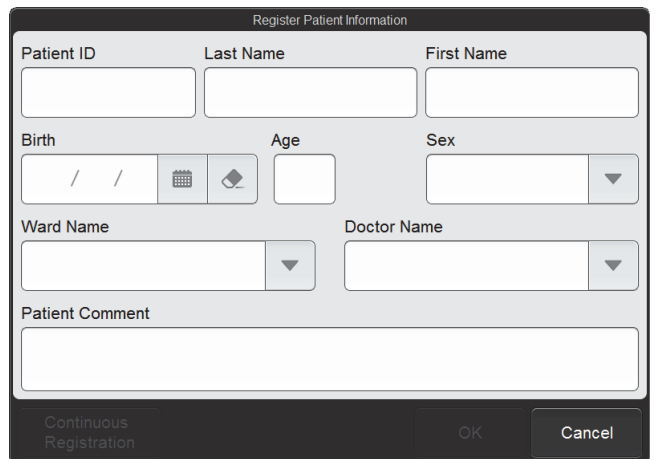 Register Patient Information
Patient ID Last Name First Name
Birth Age Sex
/ /
Ward Name Doctor Name
Patient Comment
Continuous
Registration
OK Cancel